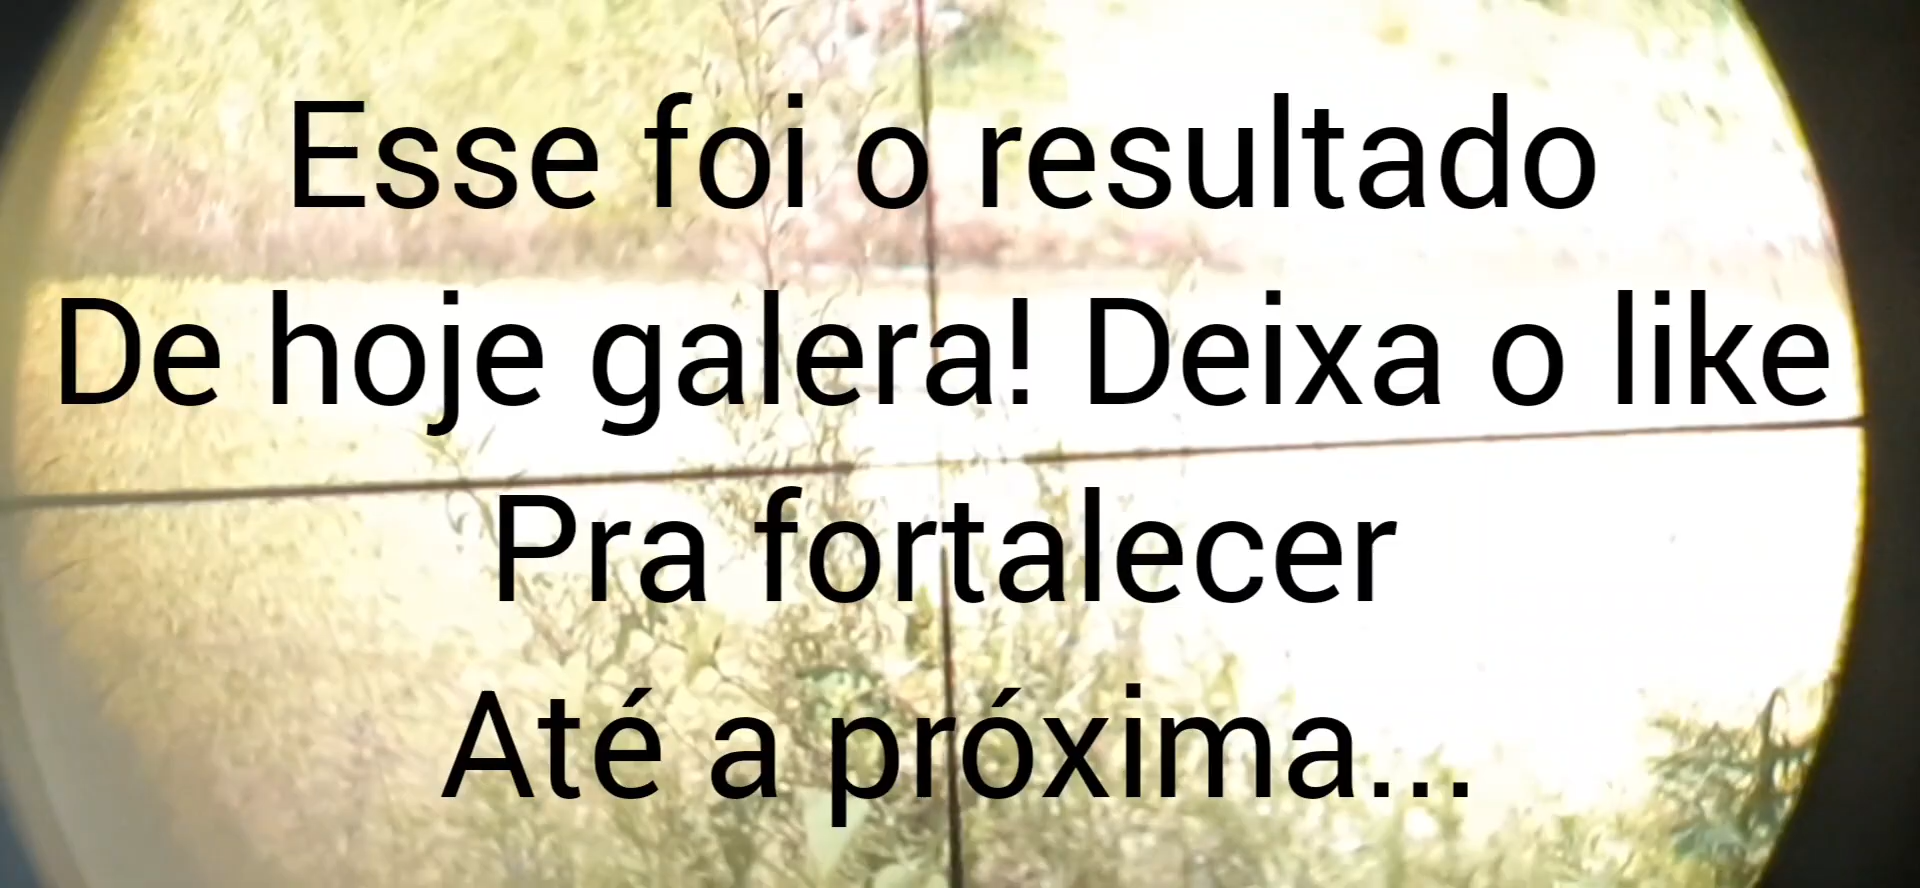 Esse foi o resultado
De hoje galera! Deixa o like
Pra fortalecer
Até a próxima...